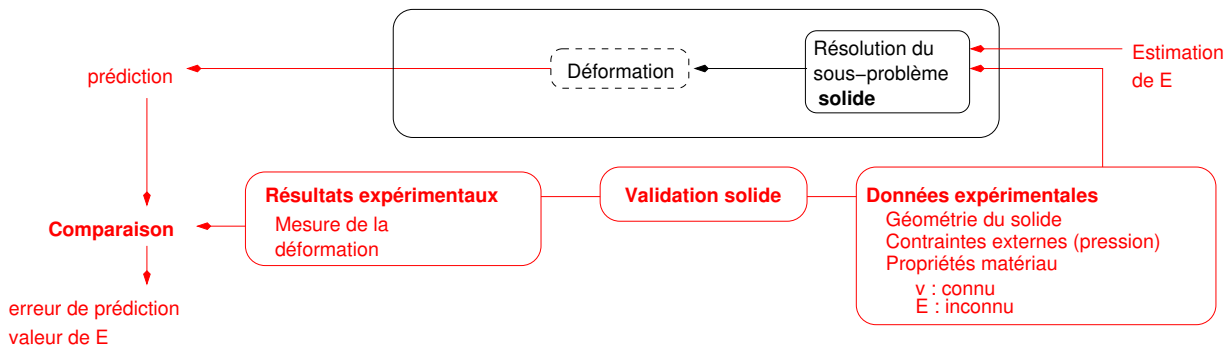 Résolution du
sous−problème
solide
Déformation
Estimation
de E
prédiction
Résultats expérimentaux
Mesure de la
déformation
Validation solide
Données expérimentales
Géométrie du solide
Contraintes externes (pression)
Propriétés matériau
v : connu
E : inconnu
Comparaison
erreur de prédiction
valeur de E